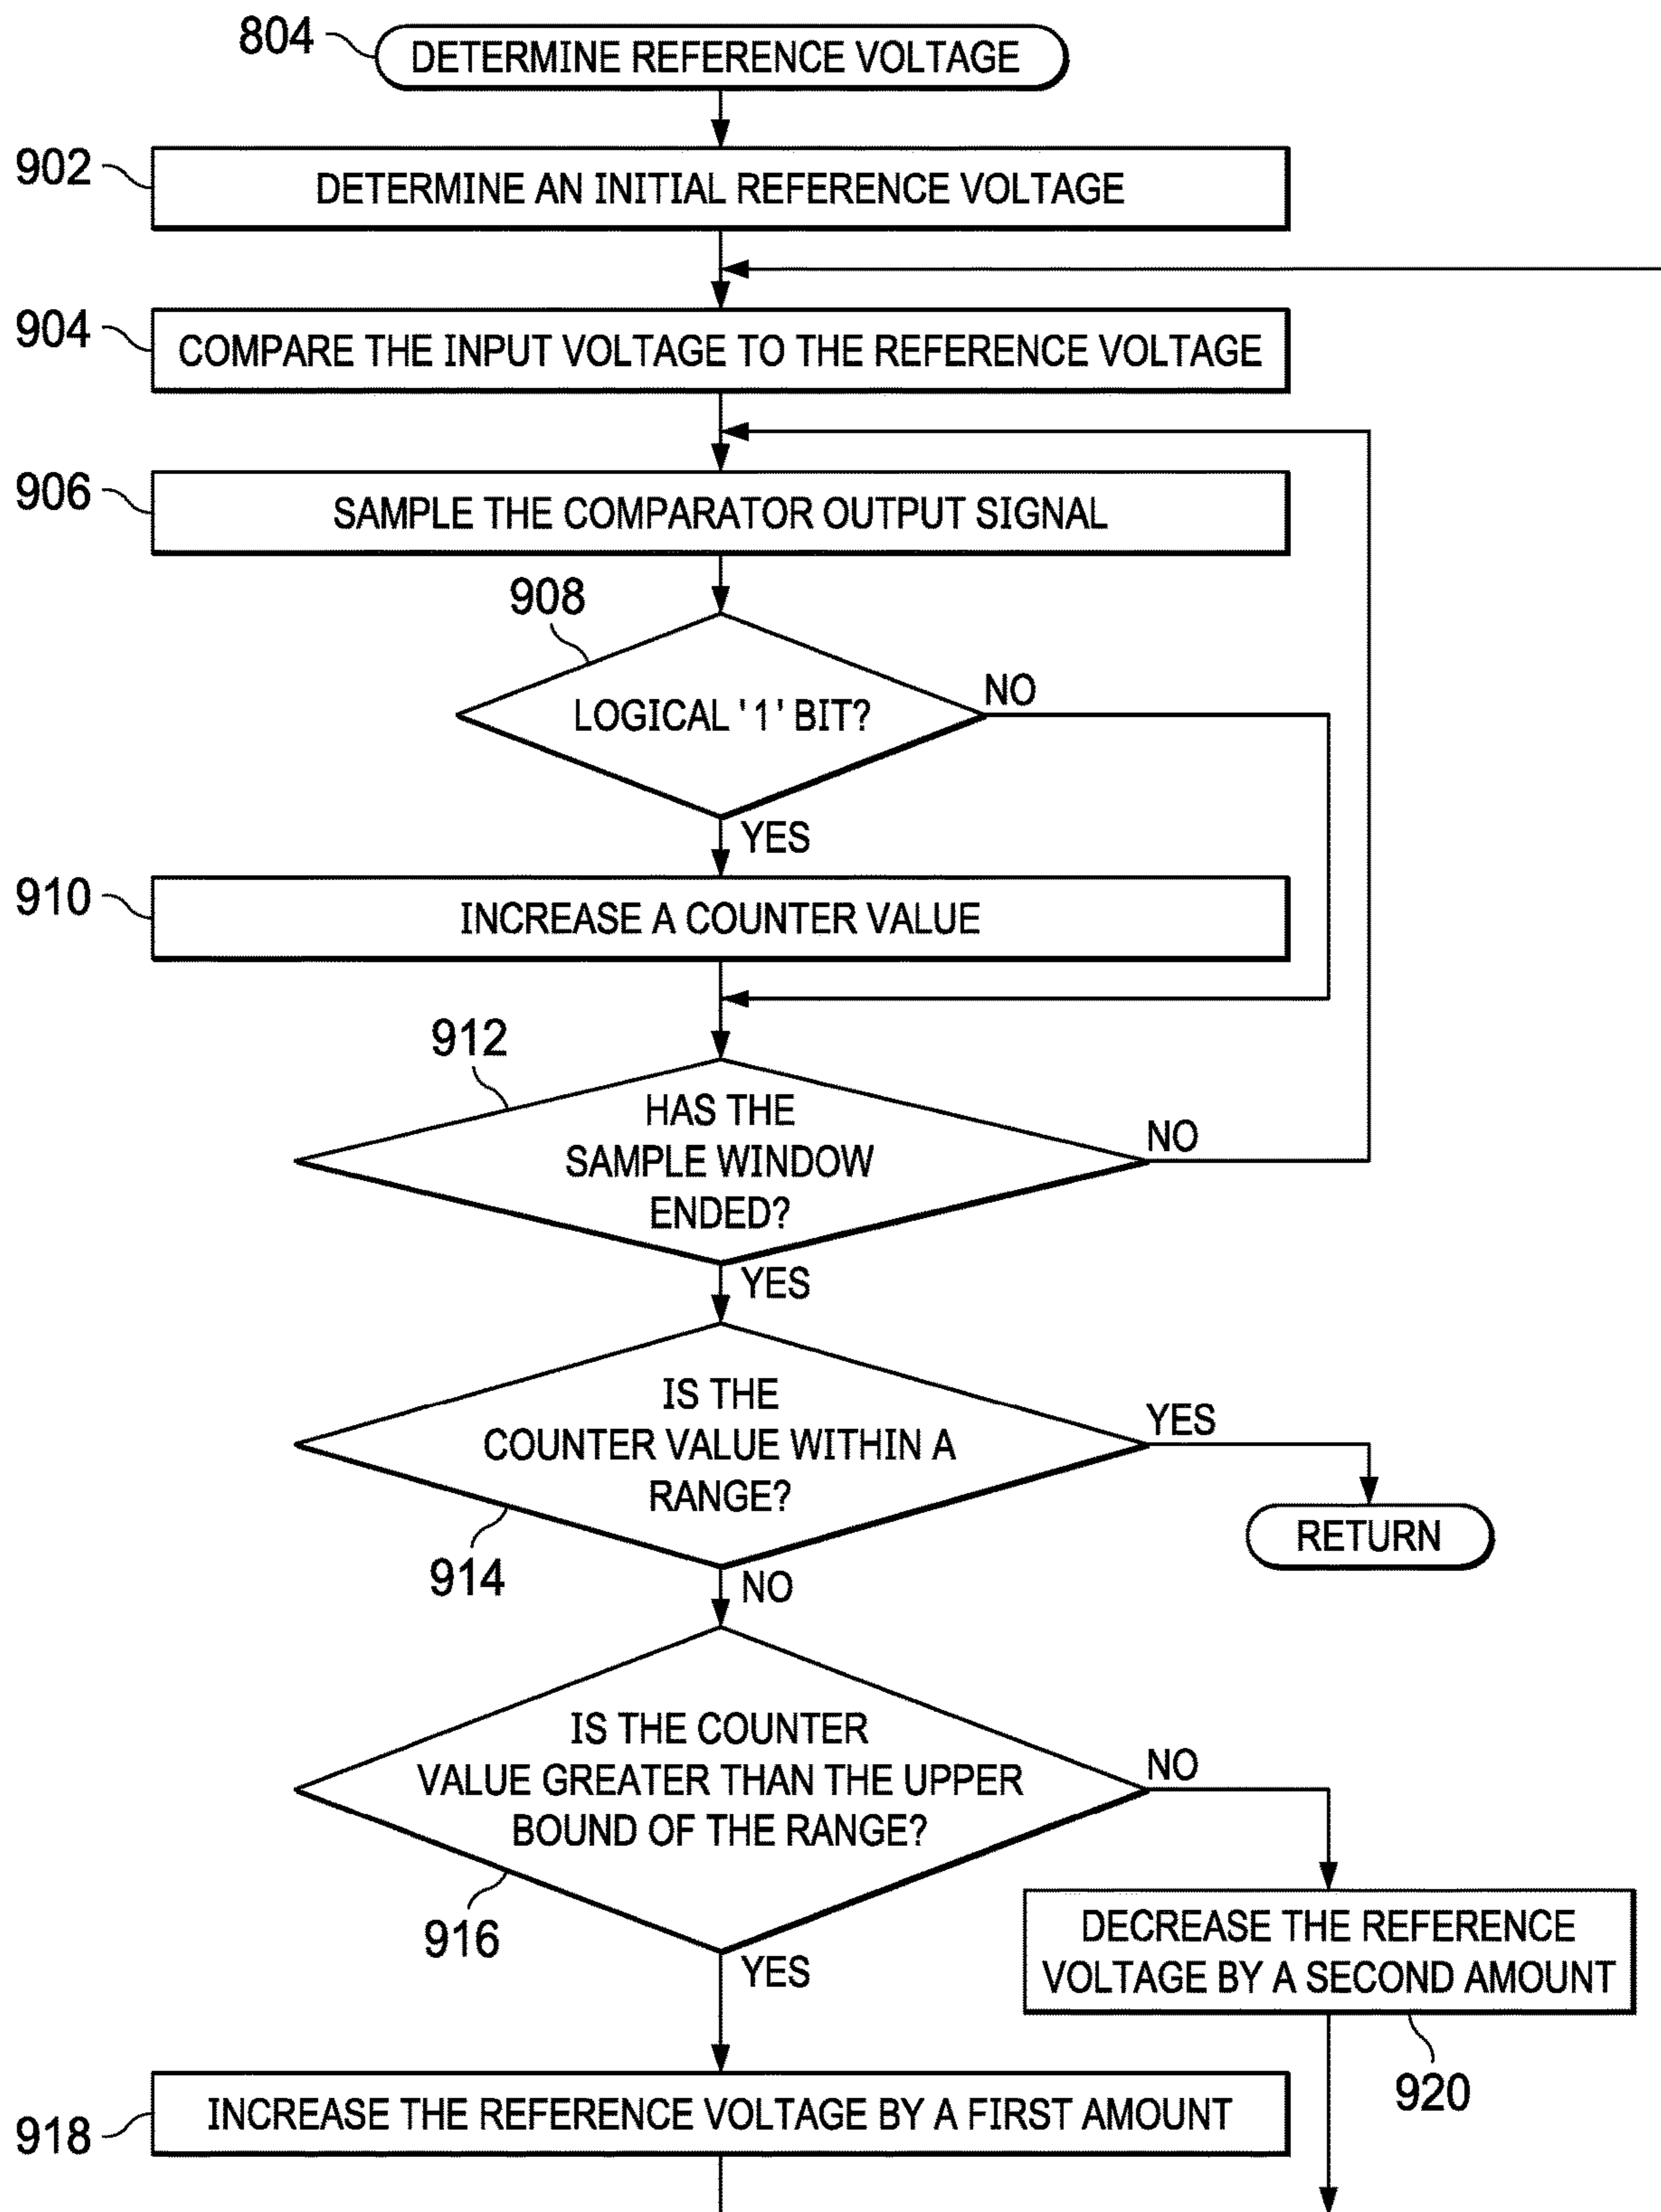 804
DETERMINE REFERENCE VOLTAGE
902
DETERMINE AN INITIAL REFERENCE VOLTAGE
904
COMPARE THE INPUT VOLTAGE TO THE REFERENCE VOLTAGE
906
SAMPLE THE COMPARATOR OUTPUT SIGNAL
908
LOGICAL '1' BIT?
NO
YES
910
INCREASE A COUNTER VALUE
912
HAS THE
SAMPLE WINDOW
ENDED?
NO
YES
IS THE
COUNTER VALUE WITHIN A
RANGE?
YES
RETURN
914
NO
IS THE COUNTER
VALUE GREATER THAN THE UPPER
BOUND OF THE RANGE?
NO
916
YES
DECREASE THE REFERENCE
VOLTAGE BY A SECOND AMOUNT
920
918
INCREASE THE REFERENCE VOLTAGE BY A FIRST AMOUNT